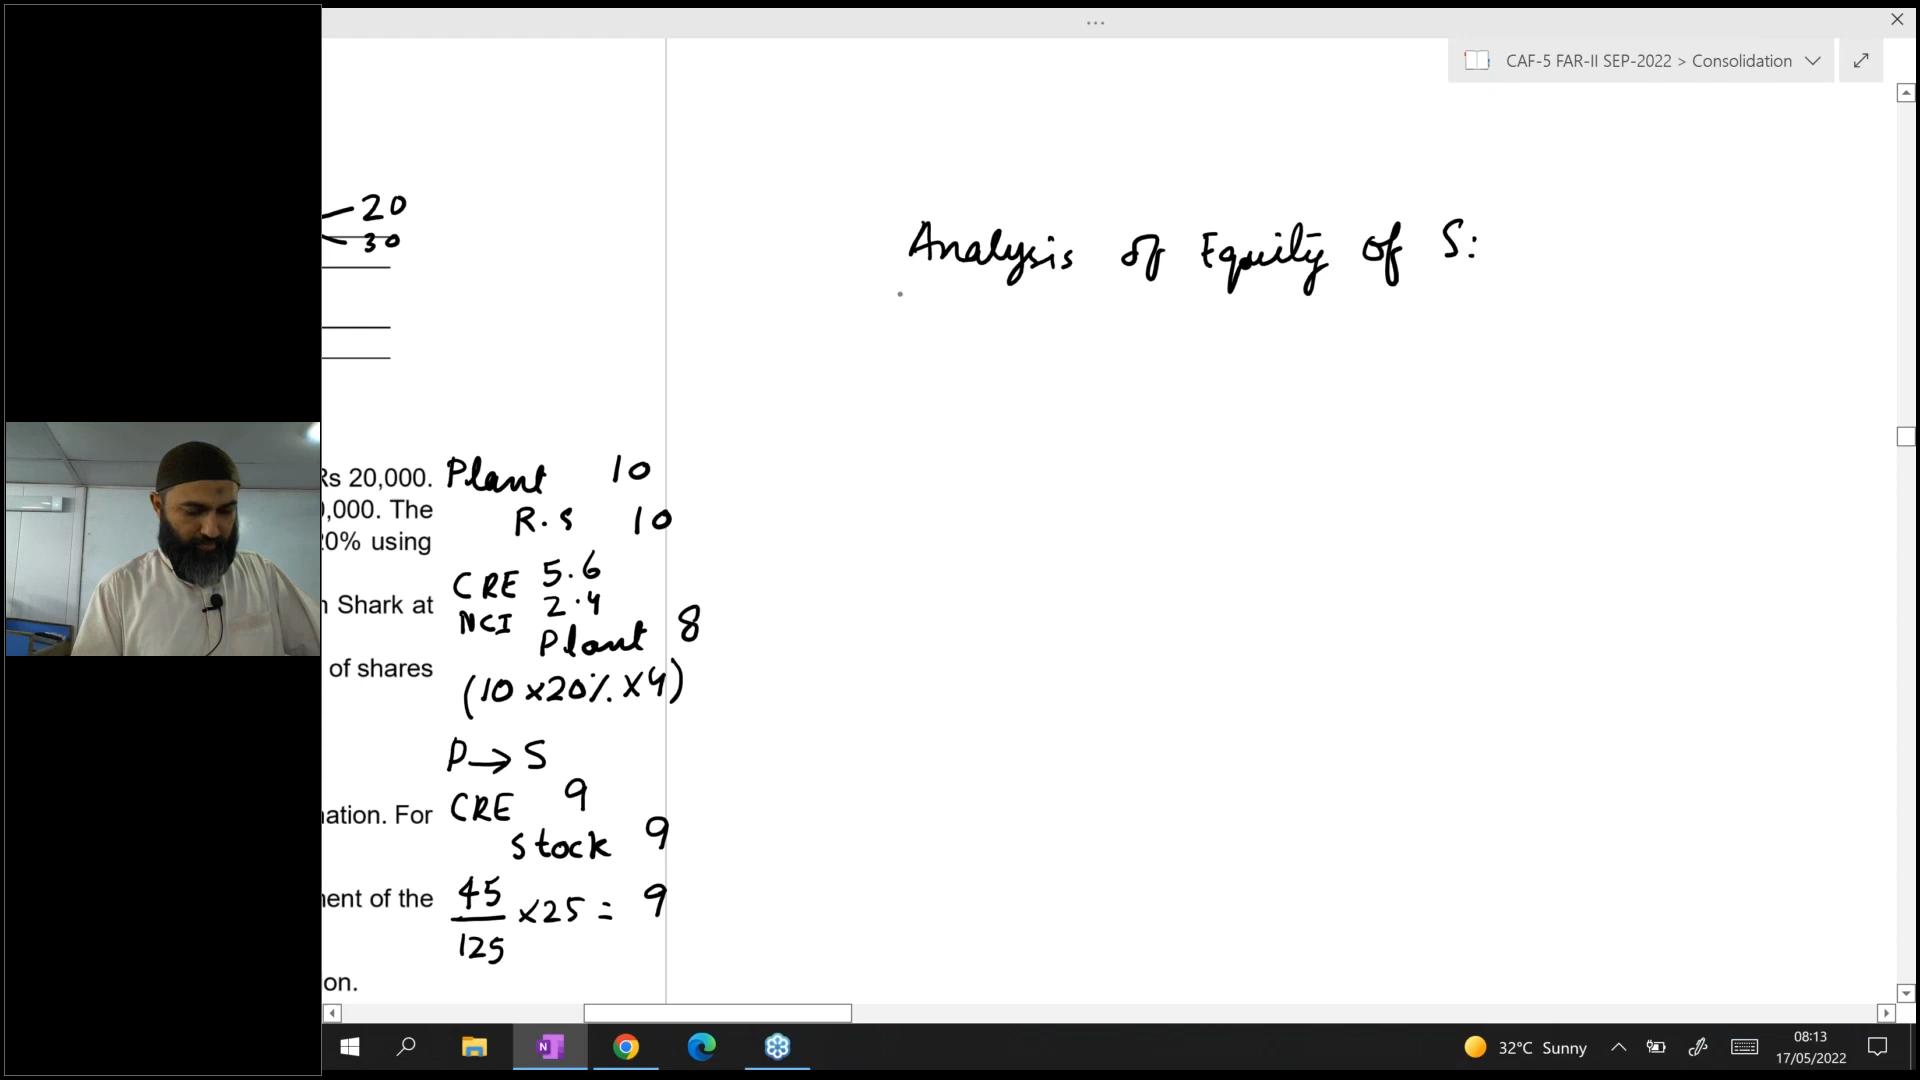 CAF-5 FAR-II SEP-2022 > Consolidation
20
30
Analysis of Equity of S:
Rs 20,000.
Plant 10
0,000. The
R.S 10
20% using
CRE 5.6
n Shark at
NCI 2.4
Plant 8
of shares
(10 x20% x4)
P→S
CRE 9
nation. For
Stock 9
ment of the
45/125 x25 = 9
on.
32°C Sunny
08:13
17/05/2022